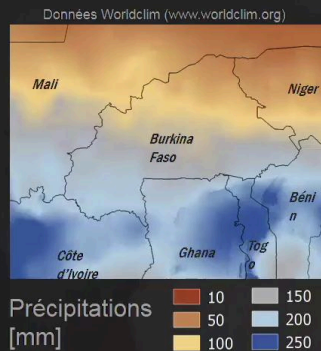 Données Worldclim (www.worldclim.org)
Mali
Niger
Burkina
Faso
Béni
n
Côte
d'Ivoire
Ghana
Tog
o
Précipitations
[mm]
10
50
100
150
200
250